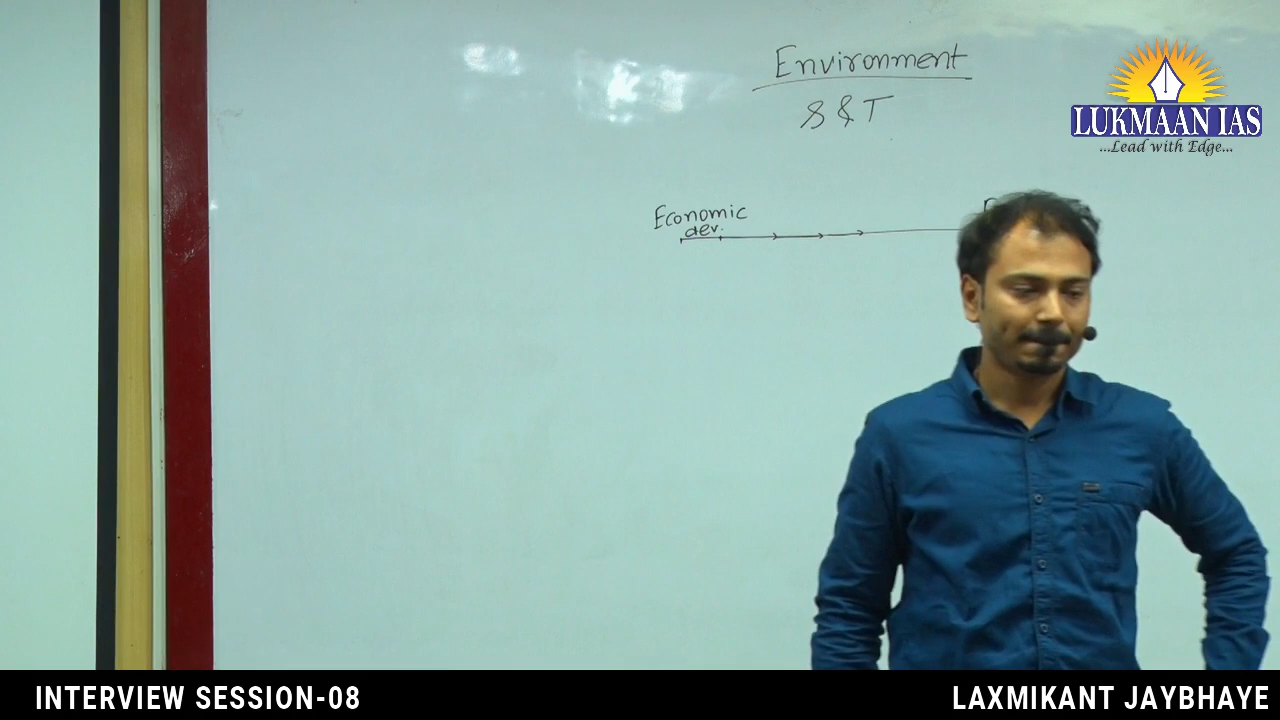 Environment
S & T
LUKMAAN IAS
...Lead with Edge...
Economic
dev.
INTERVIEW SESSION-08
LAXMIKANT JAYBHAYE